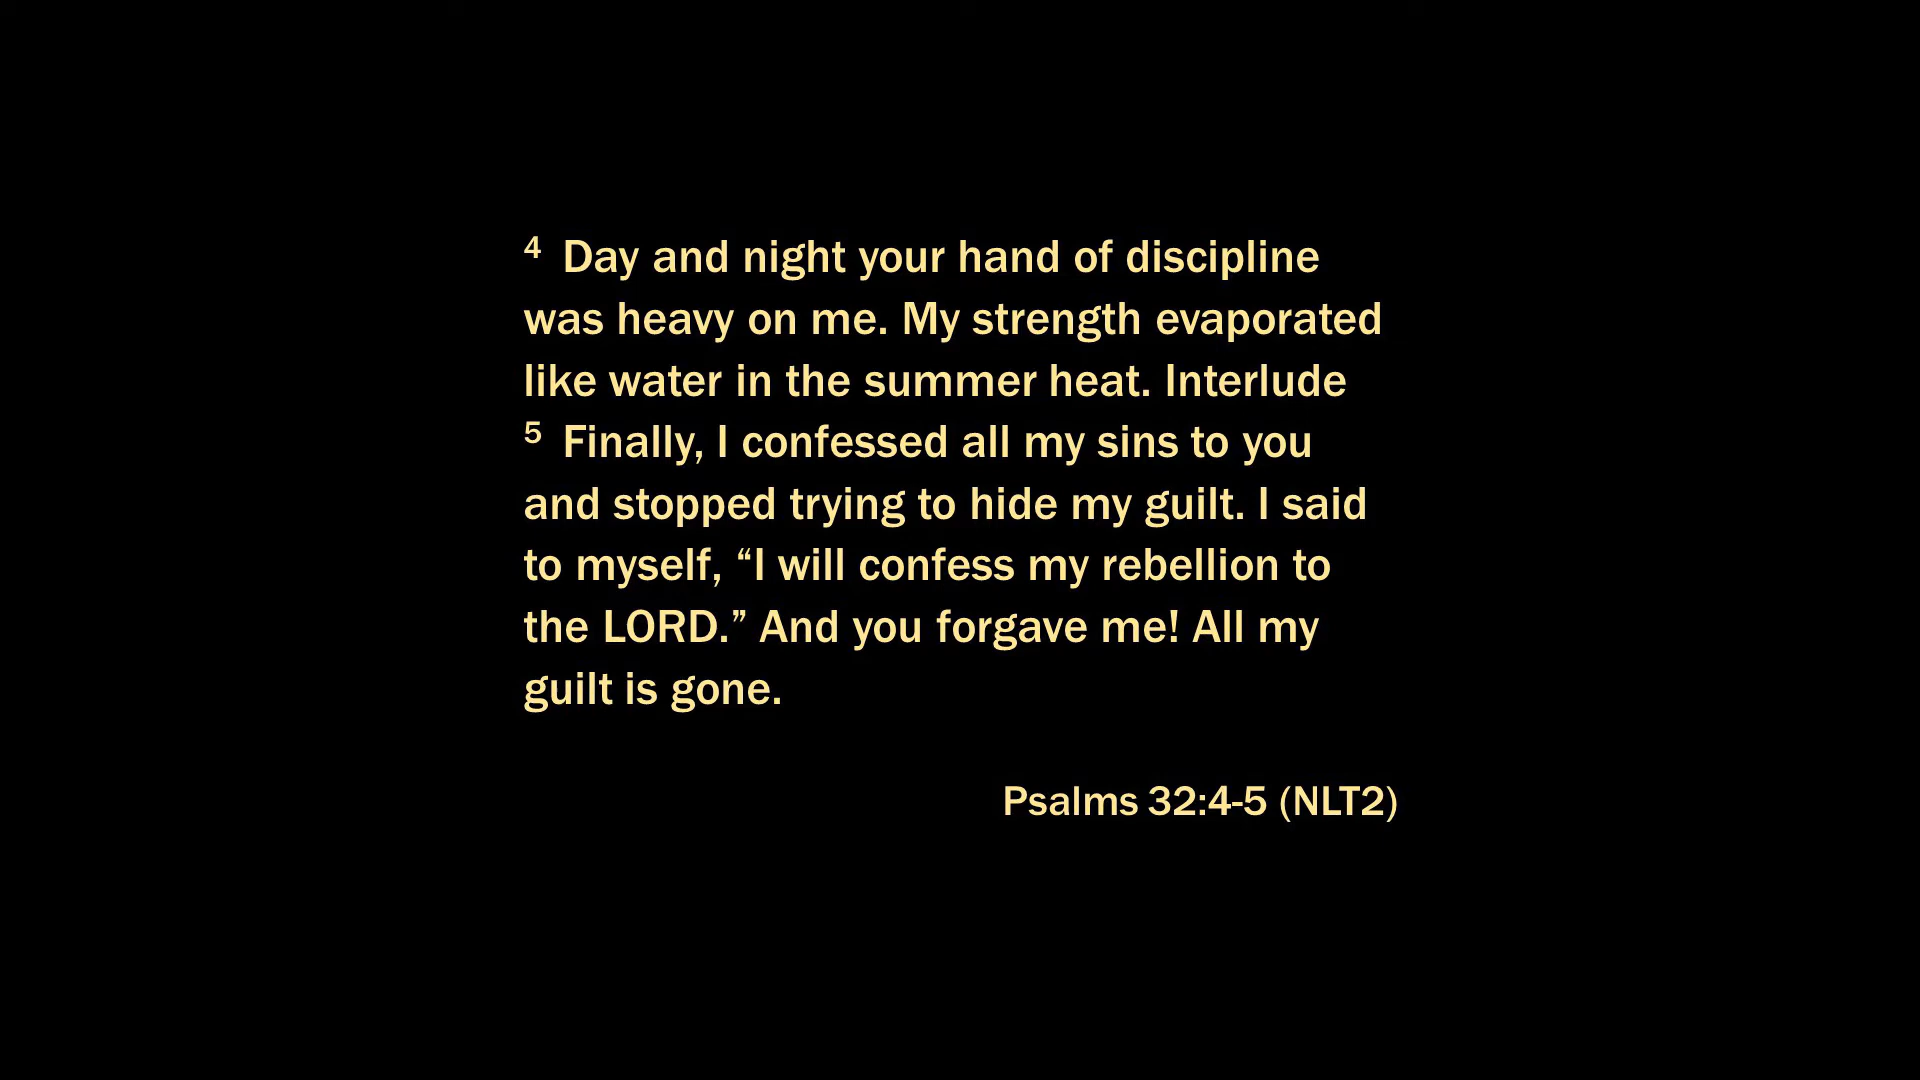 4 Day and night your hand of discipline
was heavy on me. My strength evaporated
like water in the summer heat. Interlude
5 Finally, I confessed all my sins to you
and stopped trying to hide my guilt. I said
to myself, “I will confess my rebellion to
the LORD.” And you forgave me! All my
guilt is gone.
Psalms 32:4-5 (NLT2)